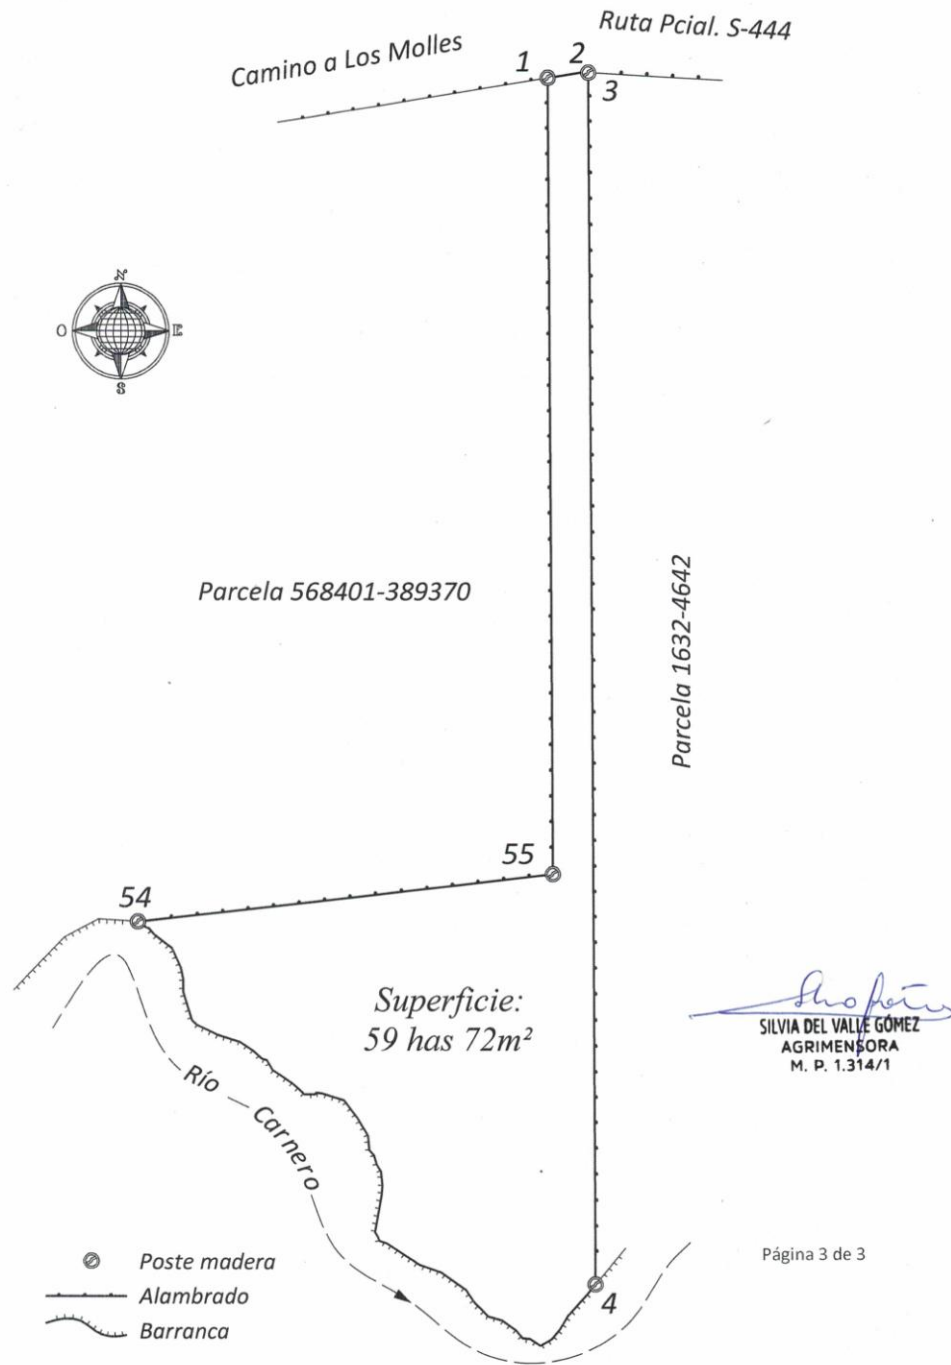 Ruta Pcial. S-444
Camino a Los Molles
1
2
3
N
O
E
S
Parcela 568401-389370
Parcela 1632-4642
55
54
Superficie:
59 has 72m²
SILVIA DEL VALLE GÓMEZ
AGRIMENSORA
M. P. 1.314/1
Río Carnero
Poste madera
Alambrado
Barranca
4
Página 3 de 3